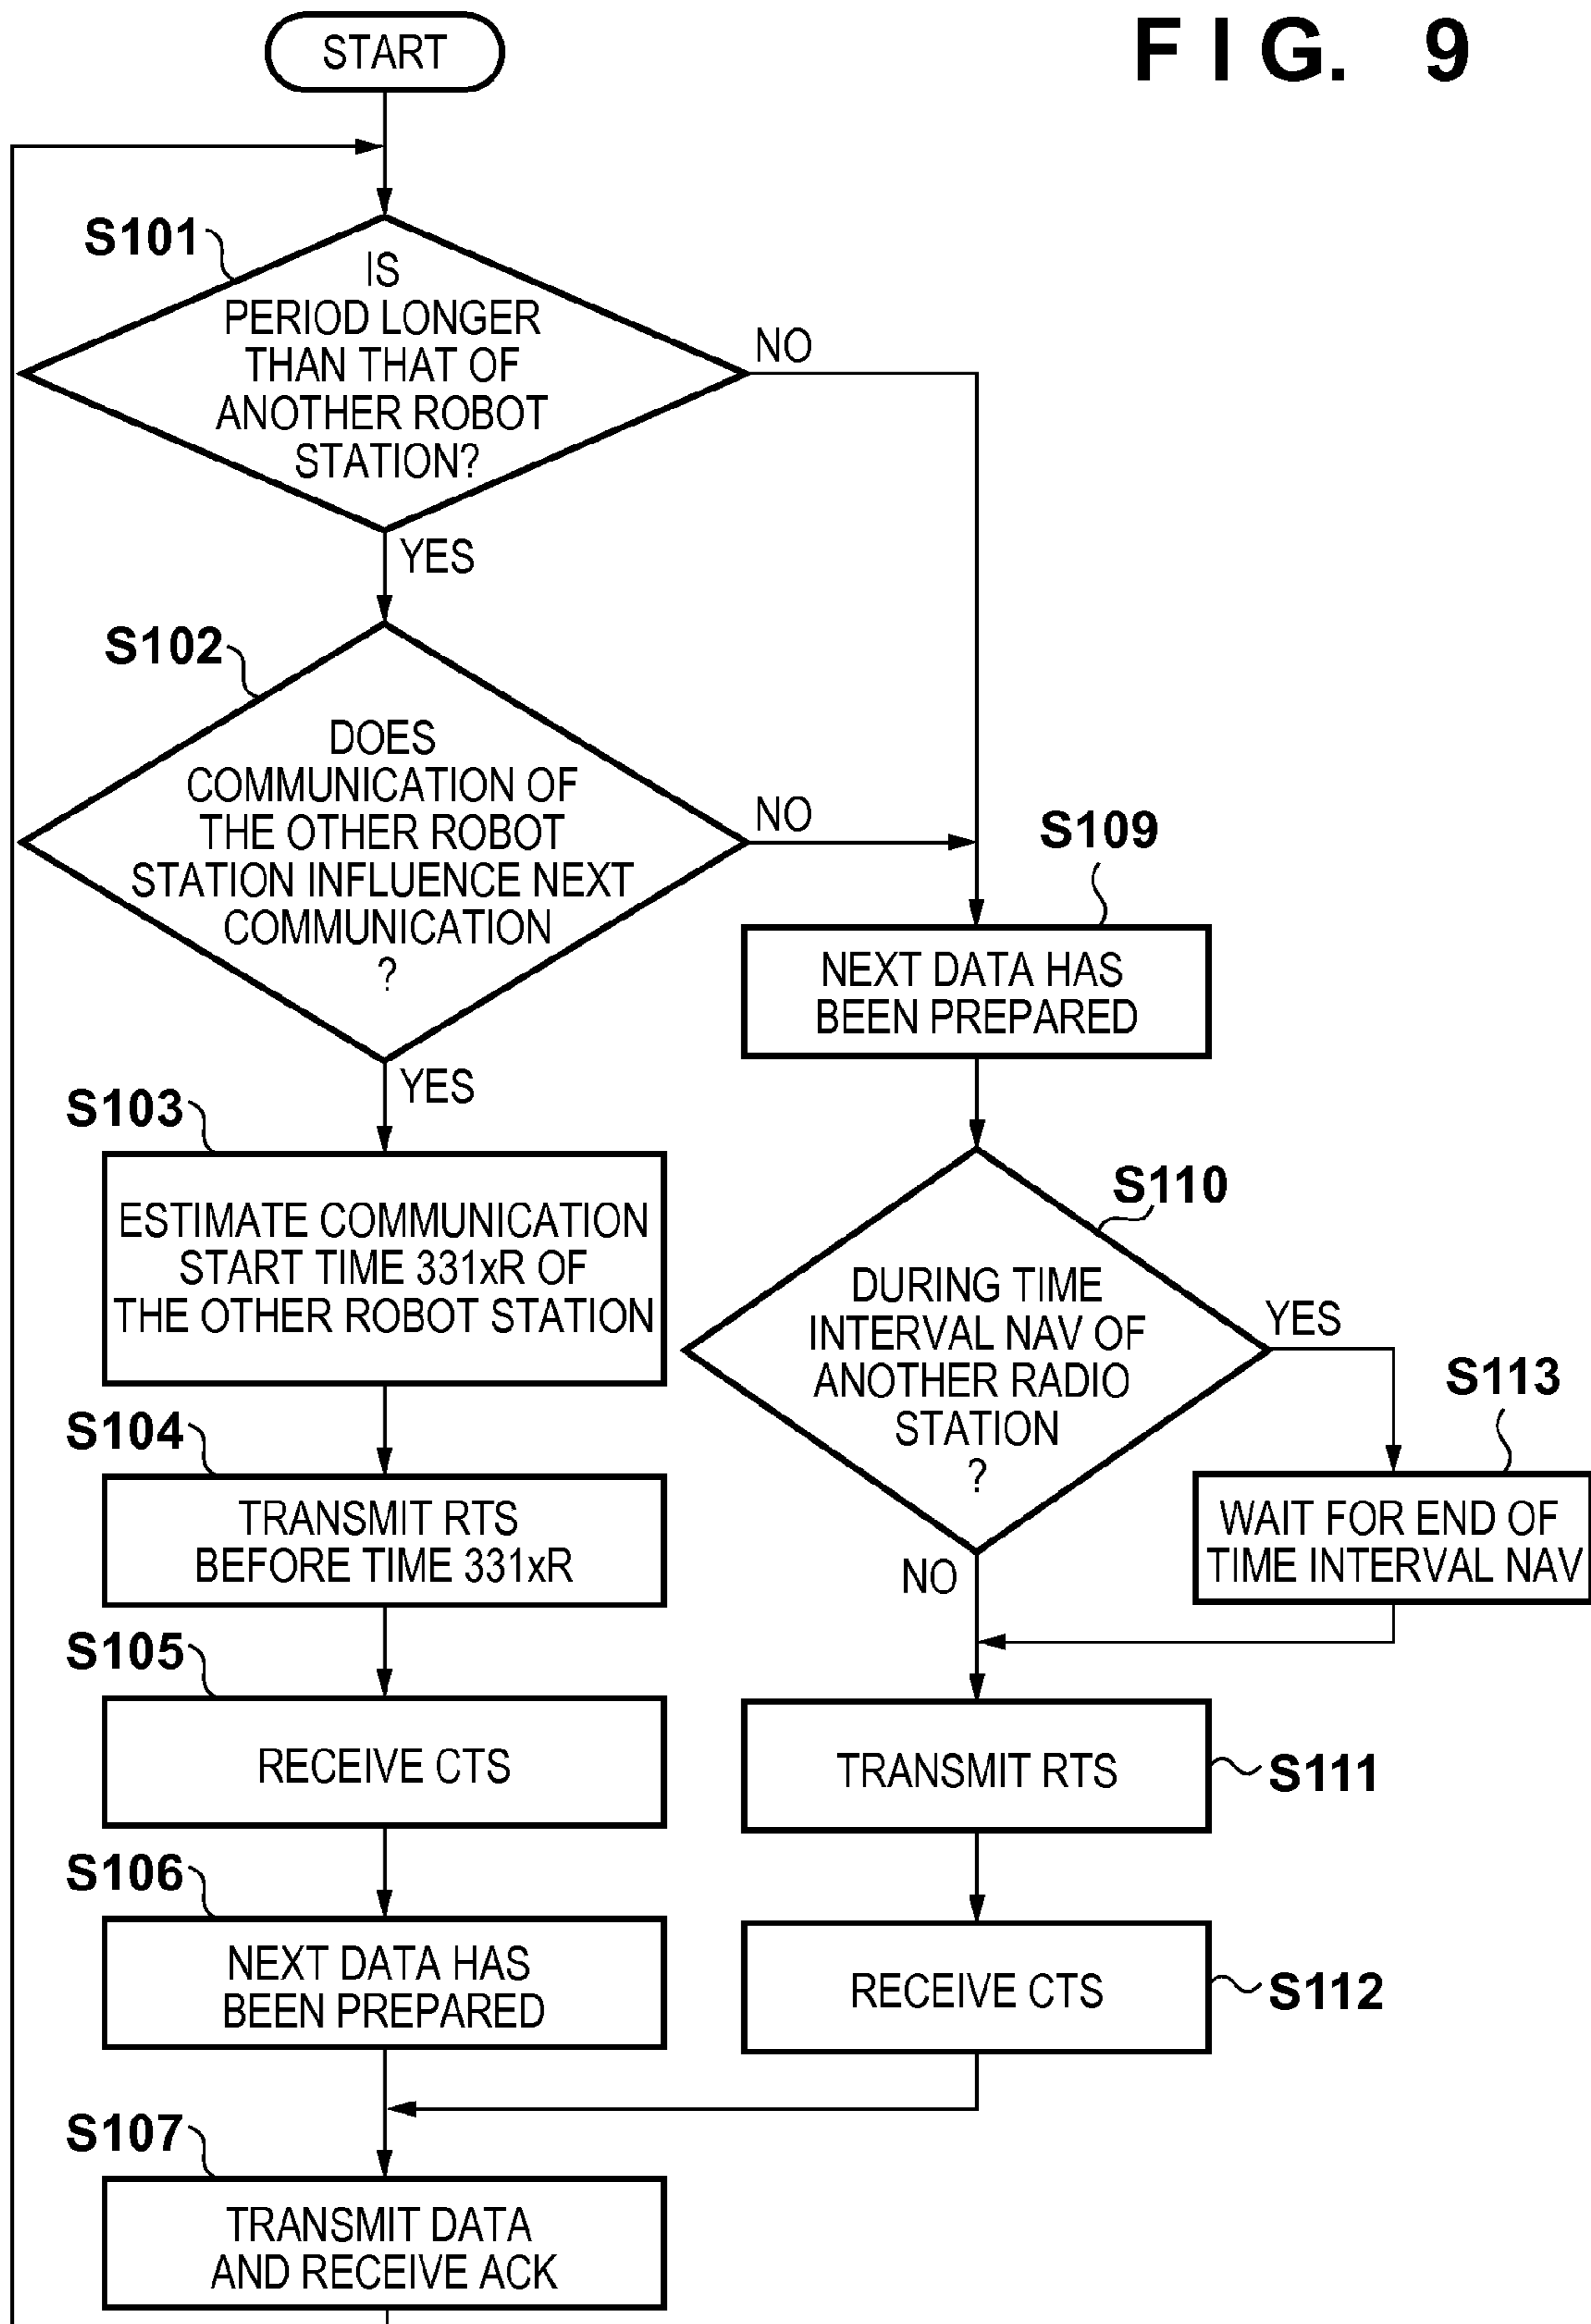 FIG. 9
START
S101
IS
PERIOD LONGER
THAN THAT OF
ANOTHER ROBOT
STATION?
NO
YES
S102
DOES
COMMUNICATION OF
THE OTHER ROBOT
STATION INFLUENCE NEXT
COMMUNICATION
?
NO
YES
S103
ESTIMATE COMMUNICATION
START TIME 331xR OF
THE OTHER ROBOT STATION
S104
TRANSMIT RTS
BEFORE TIME 331xR
S105
RECEIVE CTS
S106
NEXT DATA HAS
BEEN PREPARED
S107
TRANSMIT DATA
AND RECEIVE ACK
S109
NEXT DATA HAS
BEEN PREPARED
S110
DURING TIME
INTERVAL NAV OF
ANOTHER RADIO
STATION
?
YES
NO
S113
WAIT FOR END OF
TIME INTERVAL NAV
TRANSMIT RTS
S111
RECEIVE CTS
S112